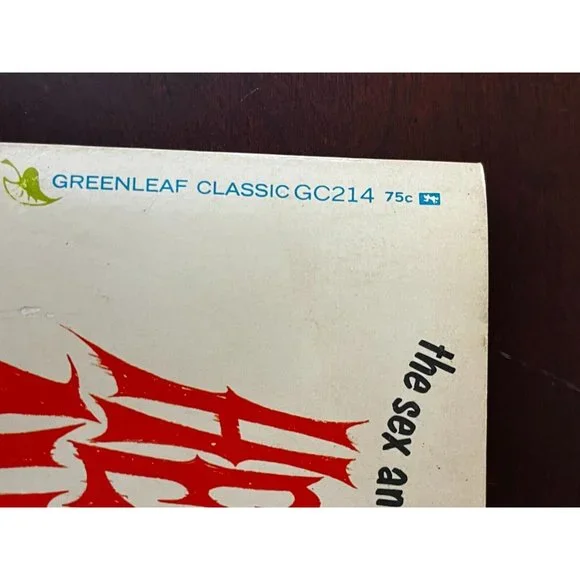 GREENLEAF CLASSIC GC214 75c
the sex an